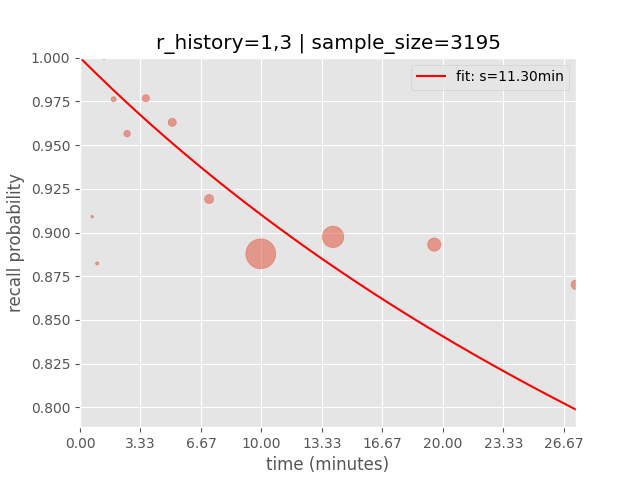 r_history=1,3 | sample_size=3195
fit: s=11.30min
recall probability
1.000
0.975
0.950
0.925
0.900
0.875
0.850
0.825
0.800
0.00 3.33 6.67 10.00 13.33 16.67 20.00 23.33 26.67
time (minutes)